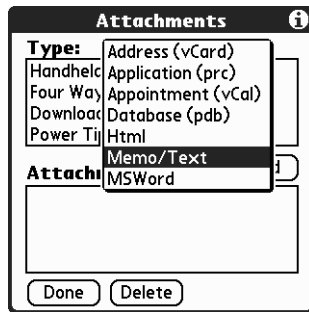 Attachments
Type:
Address (vCard)
Application (prc)
Appointment (vCal)
Database (pdb)
Html
Memo/Text
MSWord
Handheld
Four Way
Download
Power Ti
Attach
Done
Delete